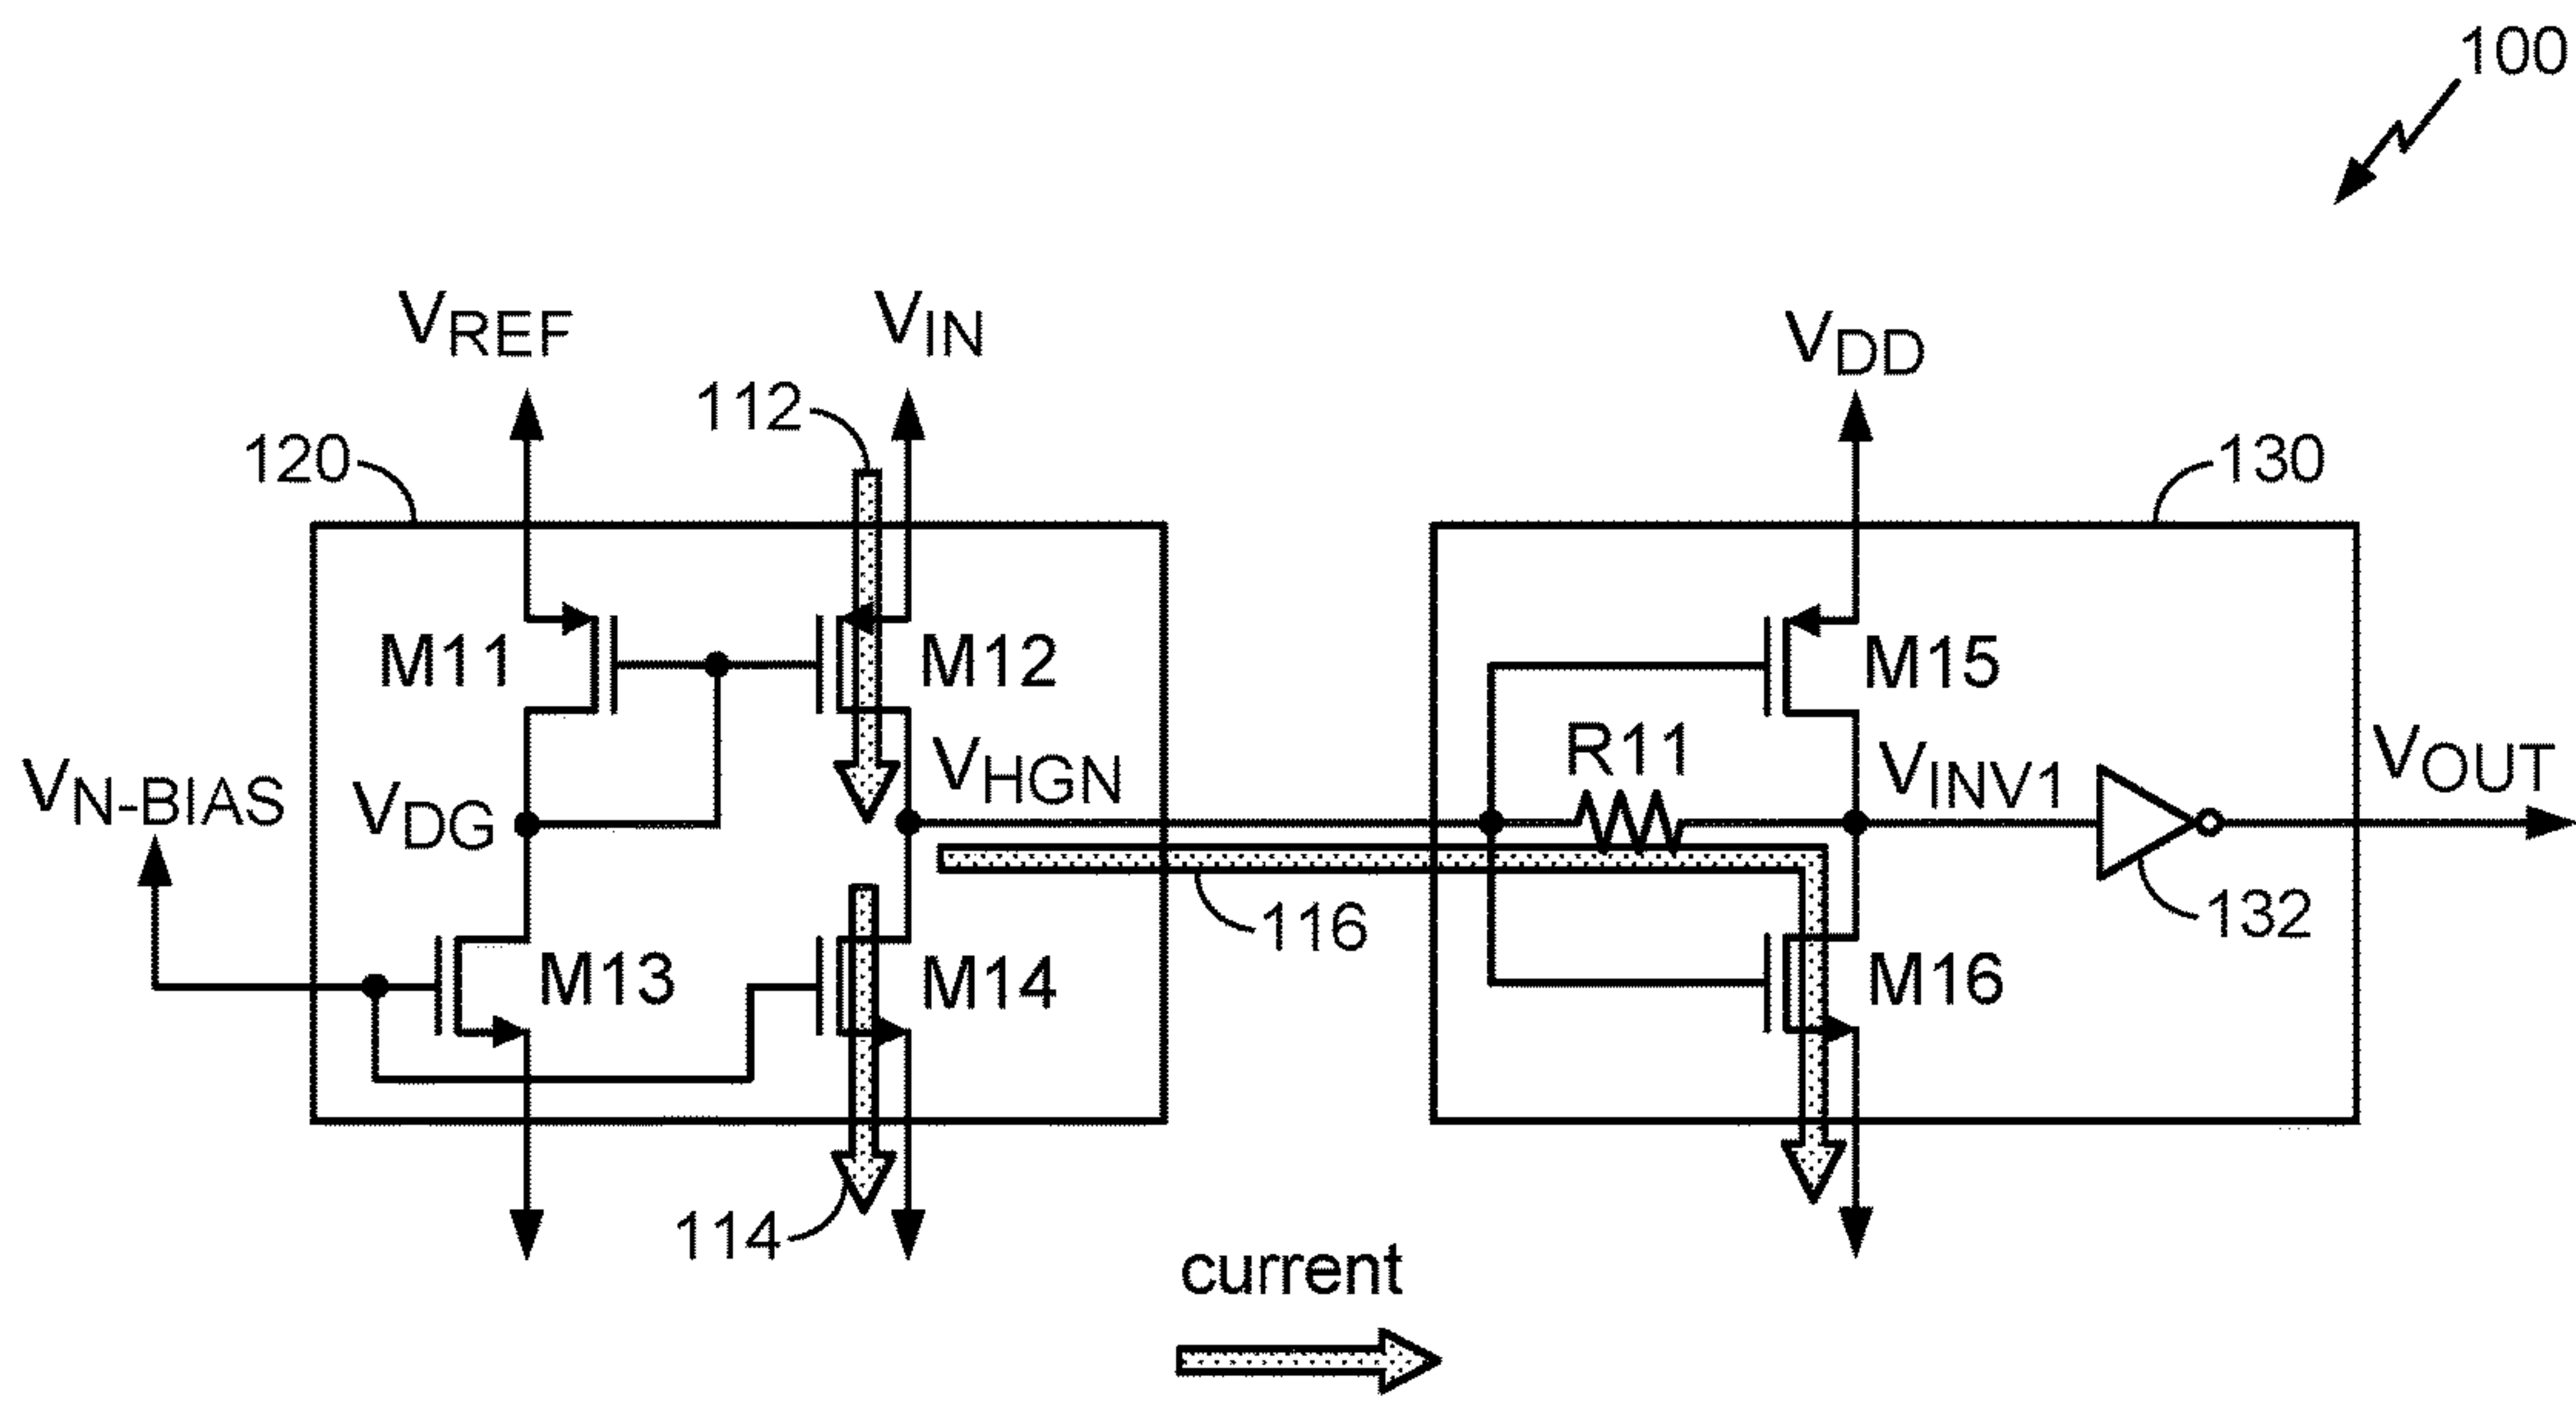 100
VREF
VIN
VDD
112
120
130
M11
M12
M15
R11
VN-BIAS
VDG
VHGN
VINV1
VOUT
116
132
M13
M14
M16
114
current